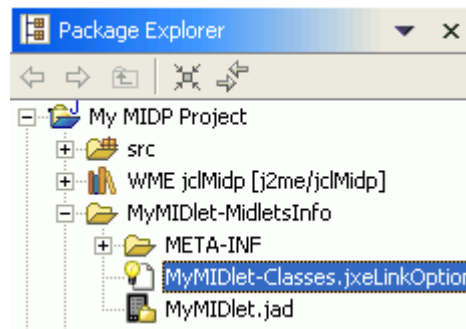 Package Explorer
My MIDP Project
src
WME jclMidp [j2me/jclMidp]
MyMIDlet-MidletsInfo
META-INF
MyMIDlet-Classes.jxeLinkOption
MyMIDlet.jad